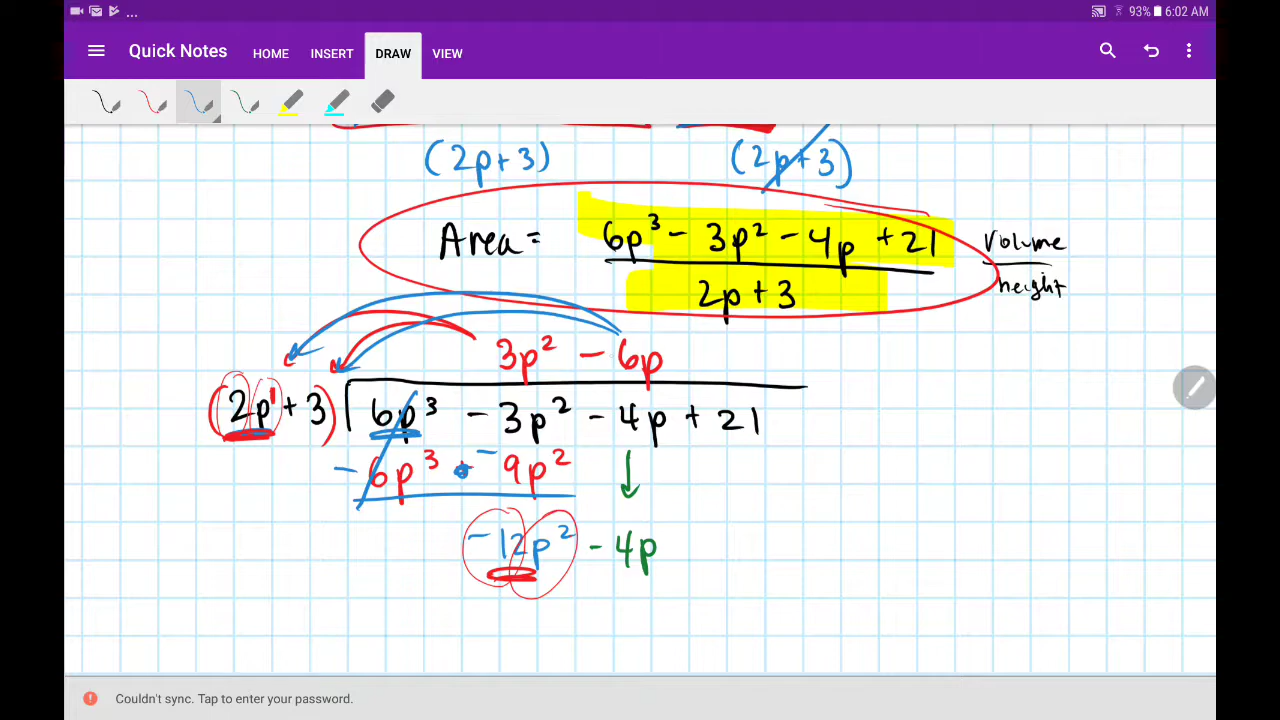 ... 93% 6:02 AM
Quick Notes HOME INSERT DRAW VIEW
(2p+3) (2p+3)
Area = 6p³ - 3p² - 4p + 21 Volume
2p + 3 height
3p² - 6p
(2p¹ + 3) 6p³ - 3p² - 4p + 21
- 6p³ + - 9p²
-12p² - 4p
Couldn't sync. Tap to enter your password.